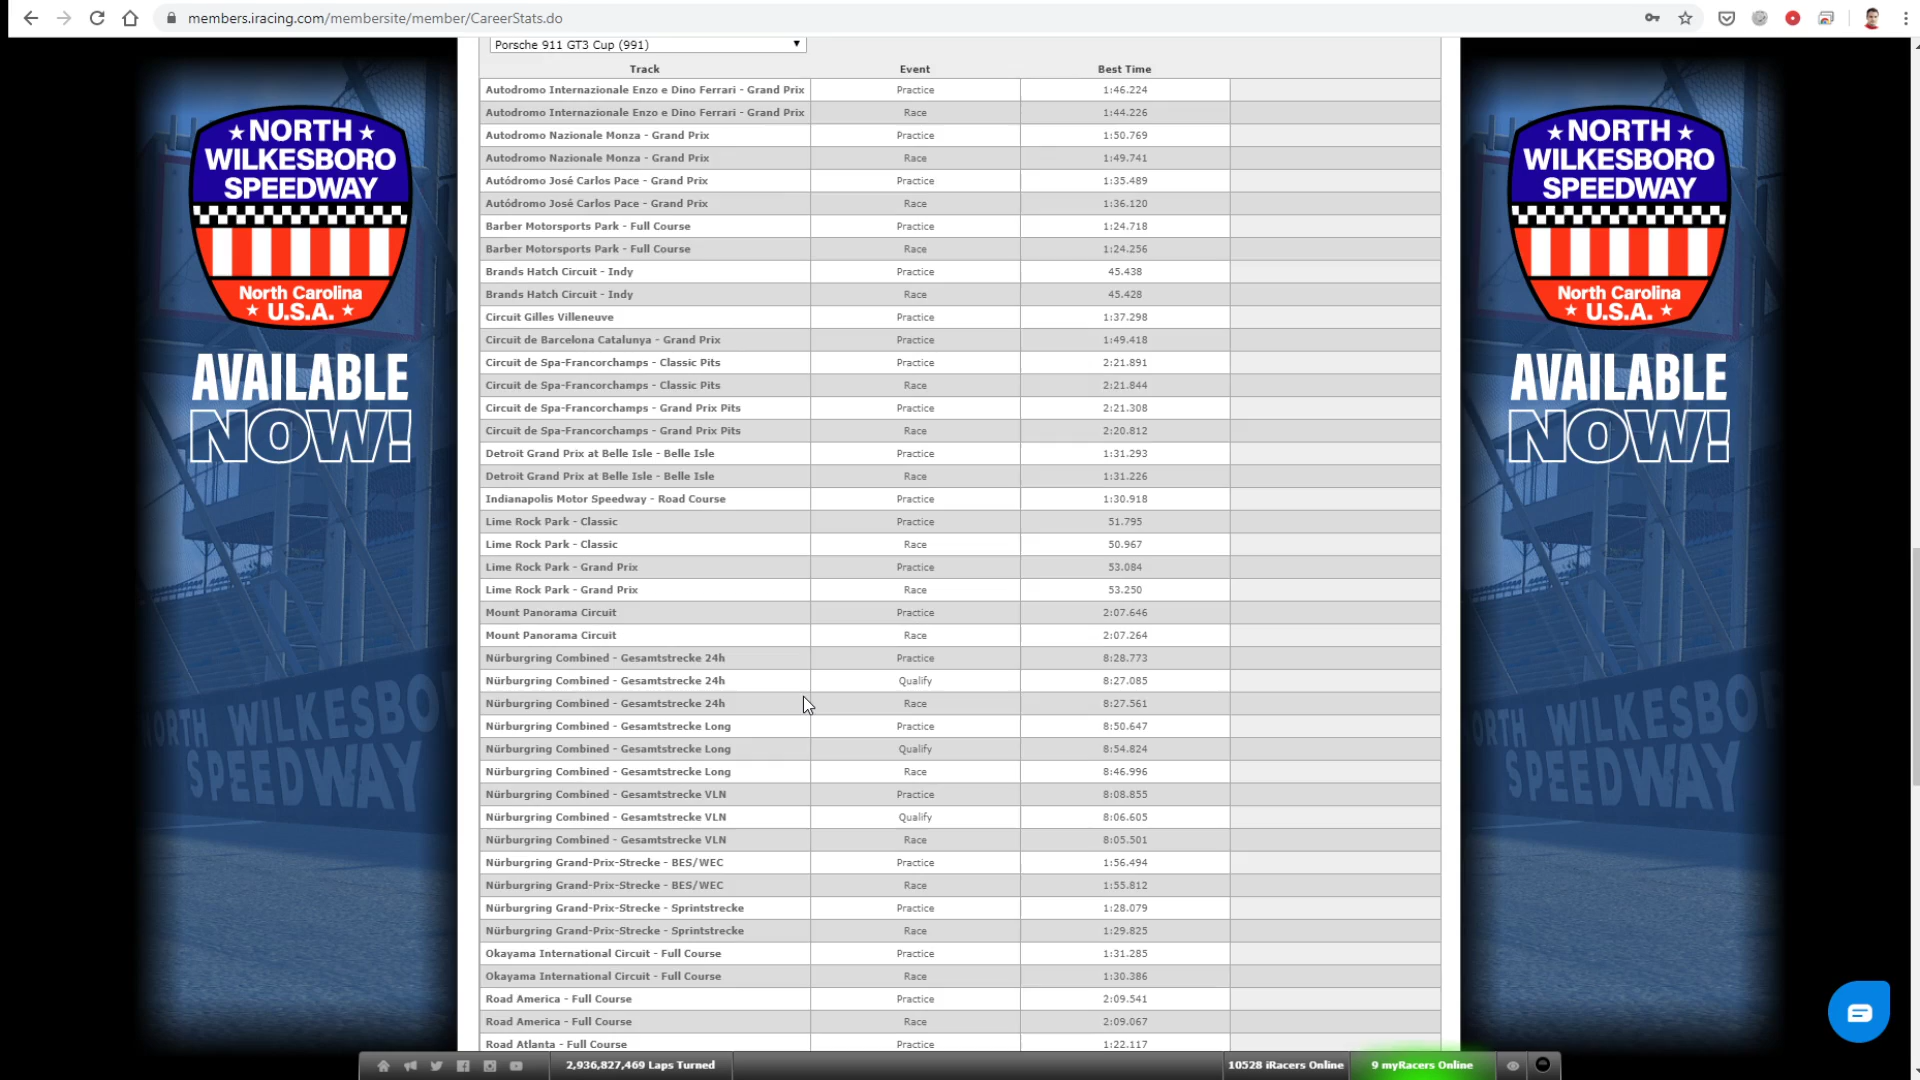 members.iracing.com/membersite/member/CareerStats.do
Porsche 911 GT3 Cup (991)
Track Event Best Time
Autodromo Internazionale Enzo e Dino Ferrari - Grand Prix Practice 1:46.224
Autodromo Internazionale Enzo e Dino Ferrari - Grand Prix Race 1:44.226
Autodromo Nazionale Monza - Grand Prix Practice 1:50.769
Autodromo Nazionale Monza - Grand Prix Race 1:49.741
Autódromo José Carlos Pace - Grand Prix Practice 1:35.489
Autódromo José Carlos Pace - Grand Prix Race 1:36.120
Barber Motorsports Park - Full Course Practice 1:24.718
Barber Motorsports Park - Full Course Race 1:24.256
Brands Hatch Circuit - Indy Practice 45.438
Brands Hatch Circuit - Indy Race 45.428
Circuit Gilles Villeneuve Practice 1:37.298
Circuit de Barcelona Catalunya - Grand Prix Practice 1:49.418
Circuit de Spa-Francorchamps - Classic Pits Practice 2:21.891
Circuit de Spa-Francorchamps - Classic Pits Race 2:21.844
Circuit de Spa-Francorchamps - Grand Prix Pits Practice 2:21.308
Circuit de Spa-Francorchamps - Grand Prix Pits Race 2:20.812
Detroit Grand Prix at Belle Isle - Belle Isle Practice 1:31.293
Detroit Grand Prix at Belle Isle - Belle Isle Race 1:31.226
Indianapolis Motor Speedway - Road Course Practice 1:30.918
Lime Rock Park - Classic Practice 51.795
Lime Rock Park - Classic Race 50.967
Lime Rock Park - Grand Prix Practice 53.084
Lime Rock Park - Grand Prix Race 53.250
Mount Panorama Circuit Practice 2:07.646
Mount Panorama Circuit Race 2:07.264
Nürburgring Combined - Gesamtstrecke 24h Practice 8:28.773
Nürburgring Combined - Gesamtstrecke 24h Qualify 8:27.085
Nürburgring Combined - Gesamtstrecke 24h Race 8:27.561
Nürburgring Combined - Gesamtstrecke Long Practice 8:50.647
Nürburgring Combined - Gesamtstrecke Long Qualify 8:54.824
Nürburgring Combined - Gesamtstrecke Long Race 8:46.996
Nürburgring Combined - Gesamtstrecke VLN Practice 8:08.855
Nürburgring Combined - Gesamtstrecke VLN Qualify 8:06.605
Nürburgring Combined - Gesamtstrecke VLN Race 8:05.501
Nürburgring Grand-Prix-Strecke - BES/WEC Practice 1:56.494
Nürburgring Grand-Prix-Strecke - BES/WEC Race 1:55.812
Nürburgring Grand-Prix-Strecke - Sprintstrecke Practice 1:28.079
Nürburgring Grand-Prix-Strecke - Sprintstrecke Race 1:29.825
Okayama International Circuit - Full Course Practice 1:31.285
Okayama International Circuit - Full Course Race 1:30.386
Road America - Full Course Practice 2:09.541
Road America - Full Course Race 2:09.067
Road Atlanta - Full Course Practice 1:22.117
NORTH
WILKESBORO
SPEEDWAY
North Carolina
U.S.A.
AVAILABLE
NOW!
NORTH WILKESBORO
SPEEDWAY
NORTH
WILKESBORO
SPEEDWAY
North Carolina
U.S.A.
AVAILABLE
NOW!
NORTH WILKESBORO
SPEEDWAY
2,936,827,469 Laps Turned 10528 iRacers Online 9 myRacers Online